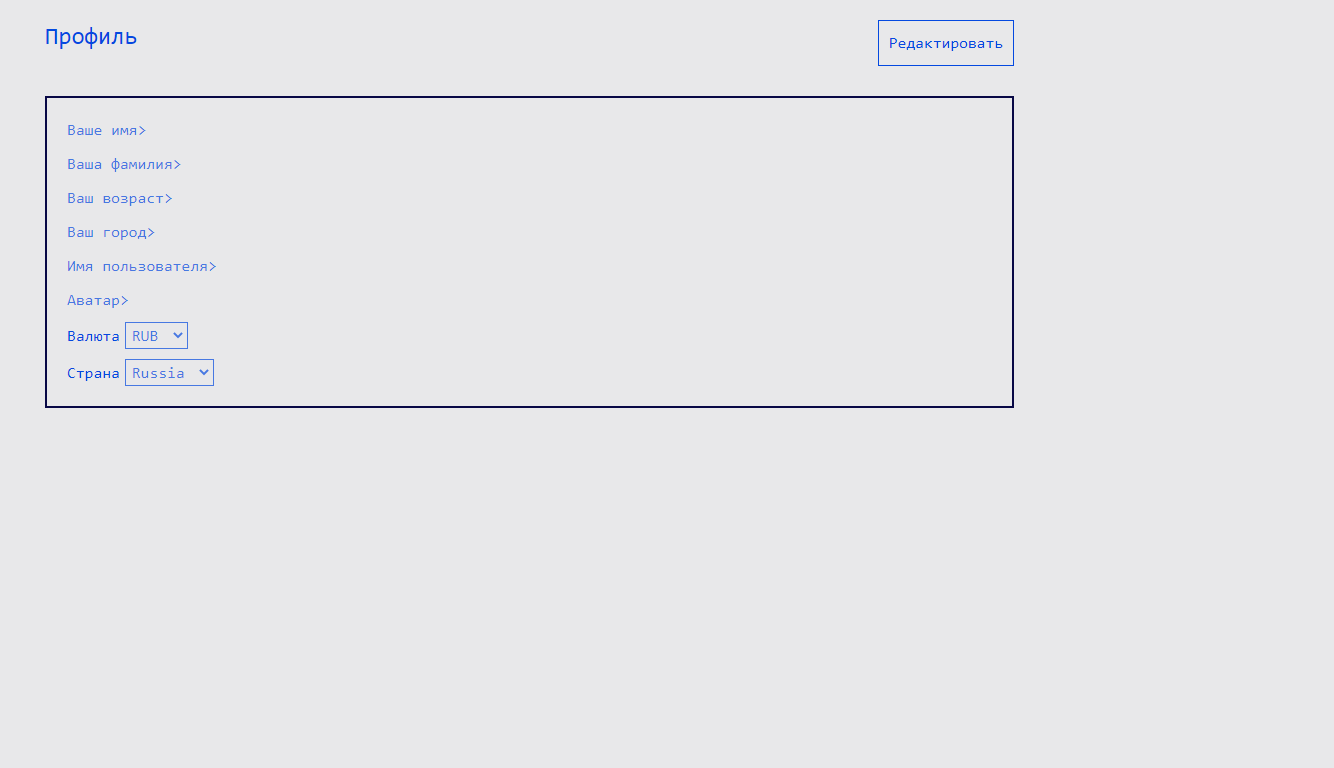 Профиль
Редактировать
Ваше имя>
Ваша фамилия>
Ваш возраст>
Ваш город>
Имя пользователя>
Аватар>
Валюта RUB
Страна Russia